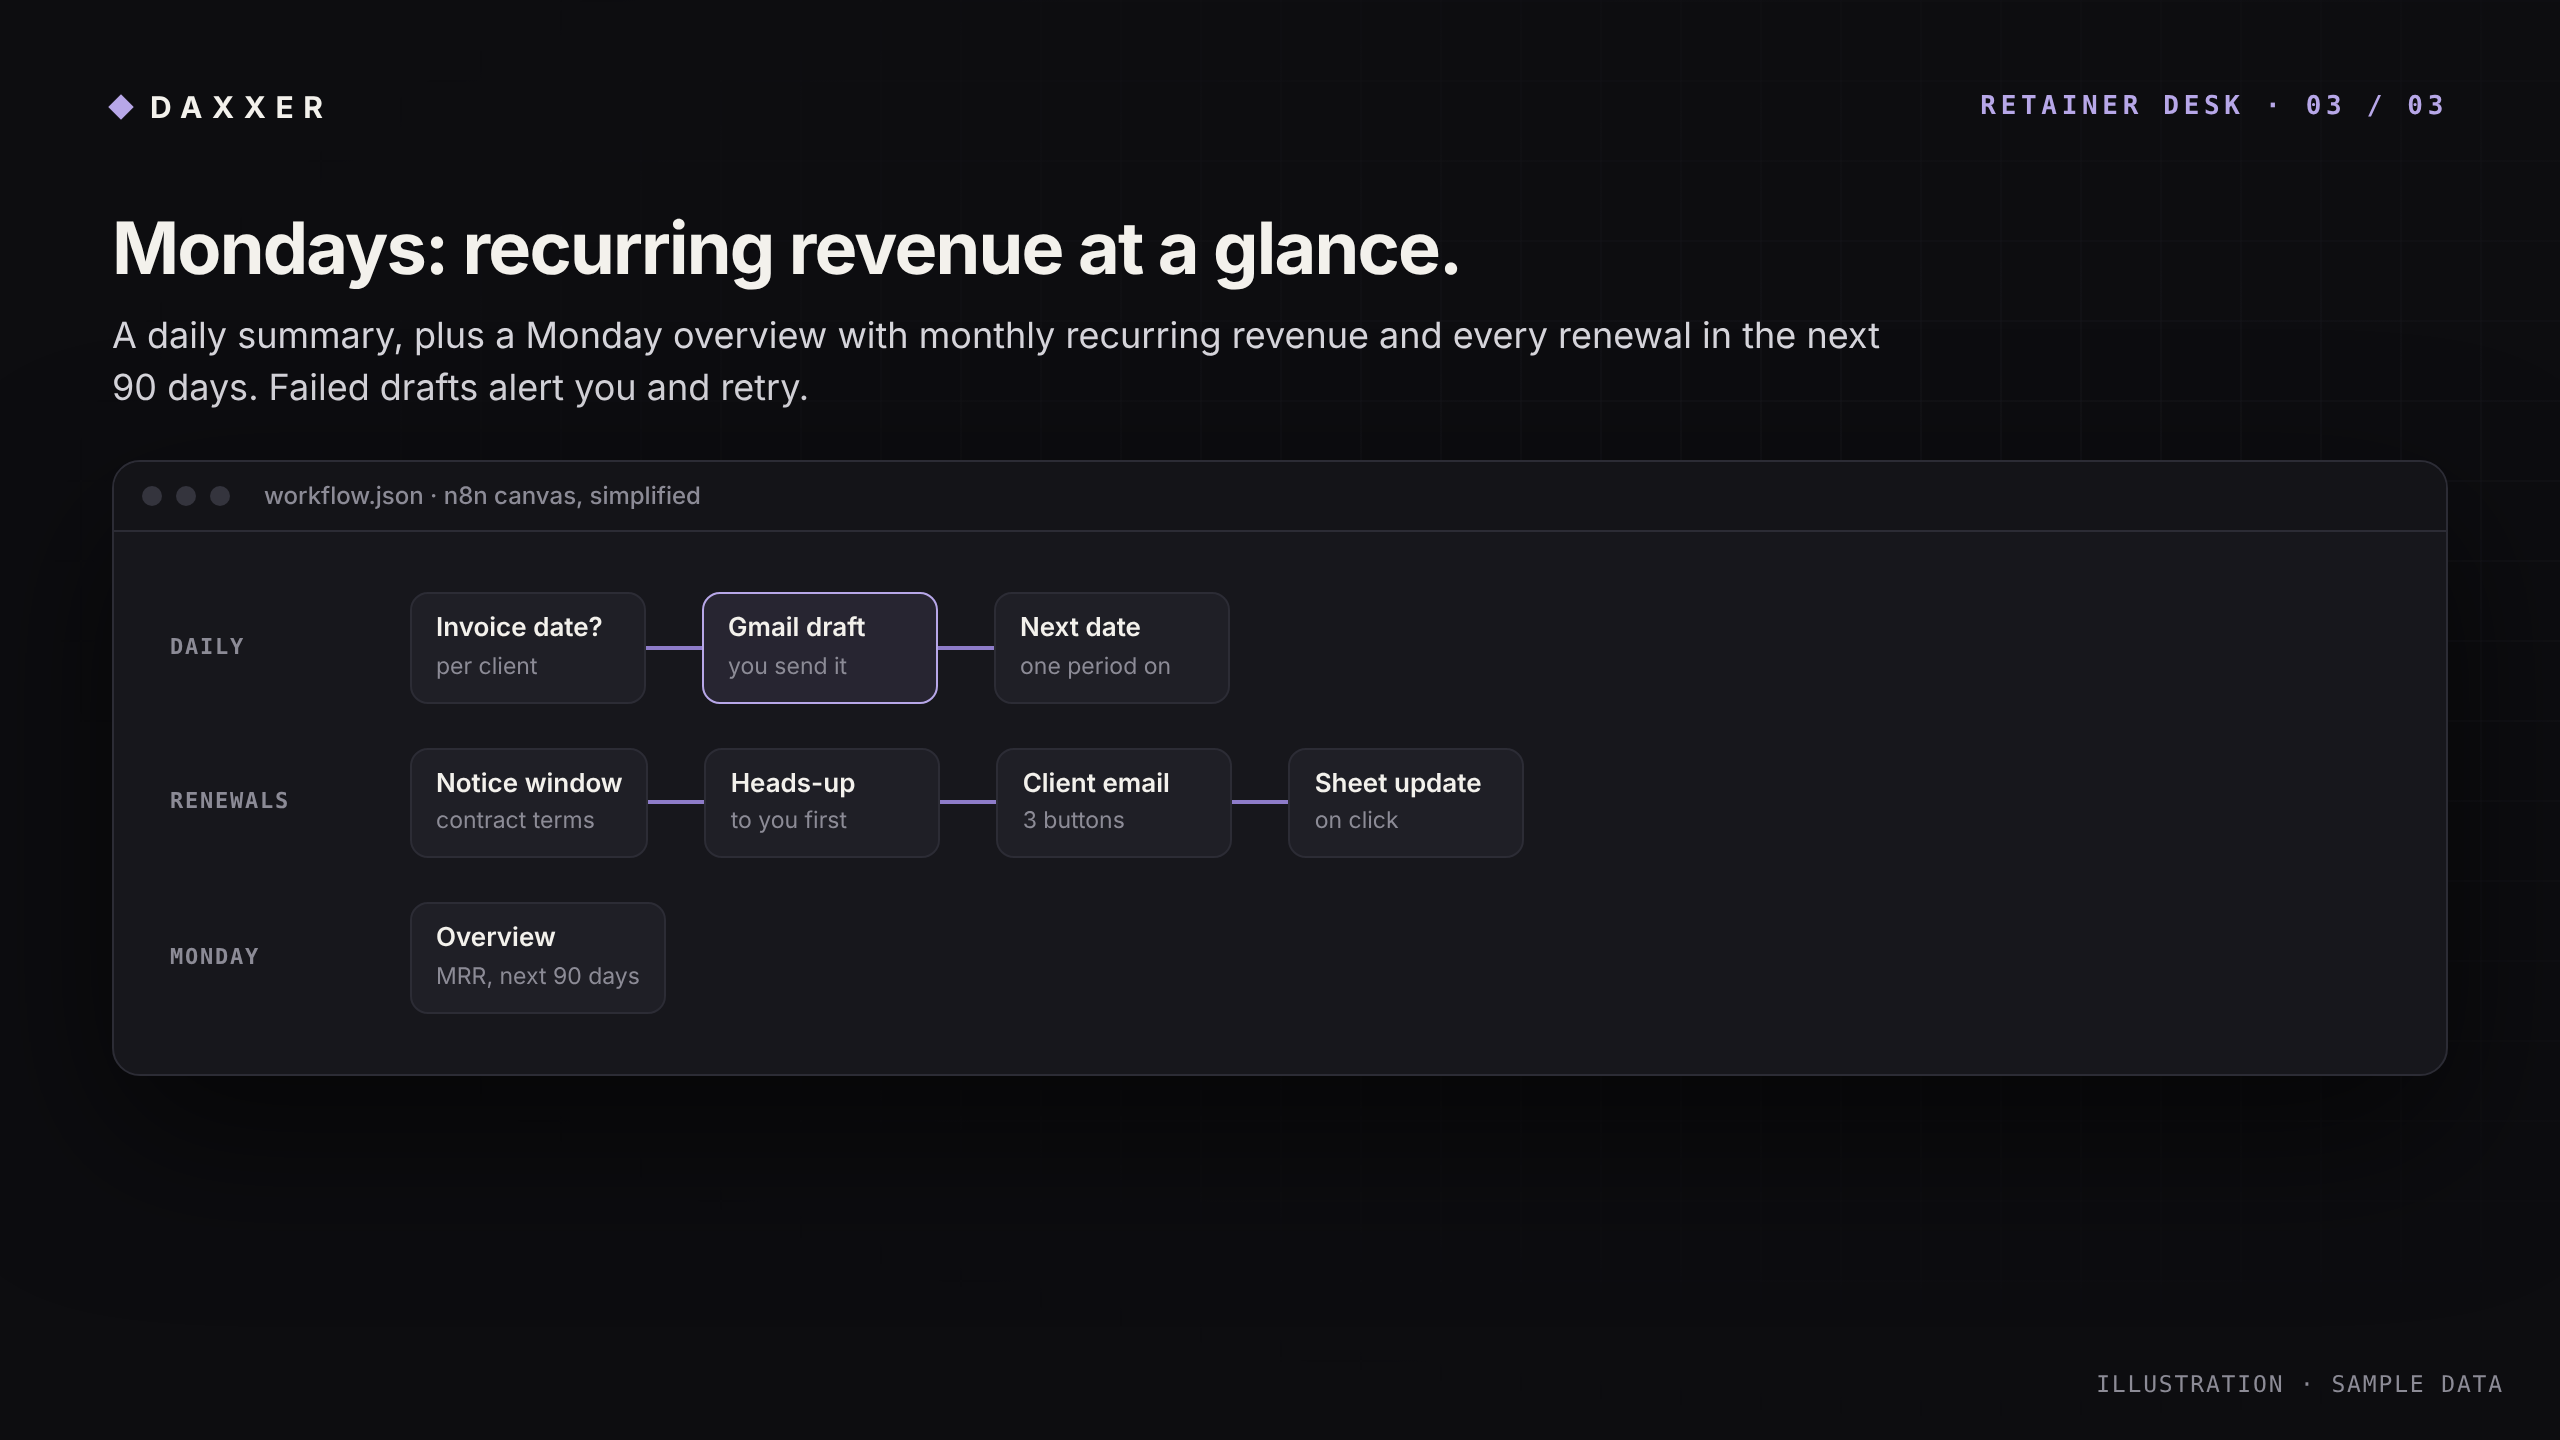 DAXXER
RETAINER DESK · 03 / 03
Mondays: recurring revenue at a glance.
A daily summary, plus a Monday overview with monthly recurring revenue and every renewal in the next
90 days. Failed drafts alert you and retry.
workflow.json · n8n canvas, simplified
DAILY
Invoice date?
per client
Gmail draft
you send it
Next date
one period on
RENEWALS
Notice window
contract terms
Heads-up
to you first
Client email
3 buttons
Sheet update
on click
MONDAY
Overview
MRR, next 90 days
ILLUSTRATION · SAMPLE DATA